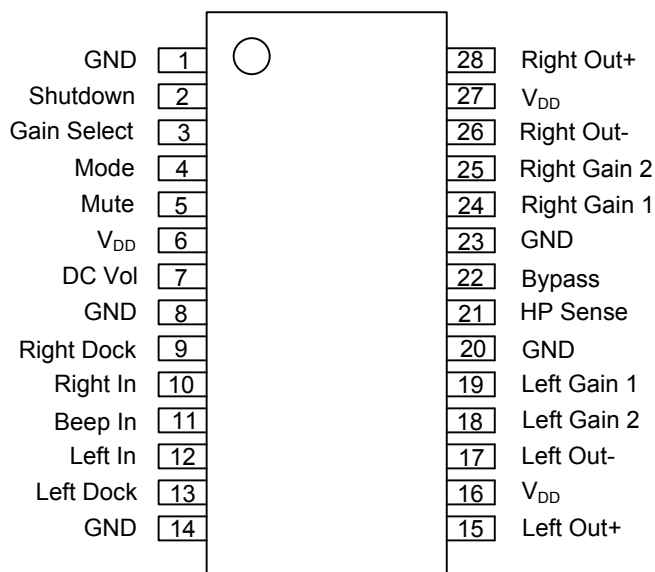 GND 1 28 Right Out+
Shutdown 2 27 VDD
Gain Select 3 26 Right Out-
Mode 4 25 Right Gain 2
Mute 5 24 Right Gain 1
VDD 6 23 GND
DC Vol 7 22 Bypass
GND 8 21 HP Sense
Right Dock 9 20 GND
Right In 10 19 Left Gain 1
Beep In 11 18 Left Gain 2
Left In 12 17 Left Out-
Left Dock 13 16 VDD
GND 14 15 Left Out+